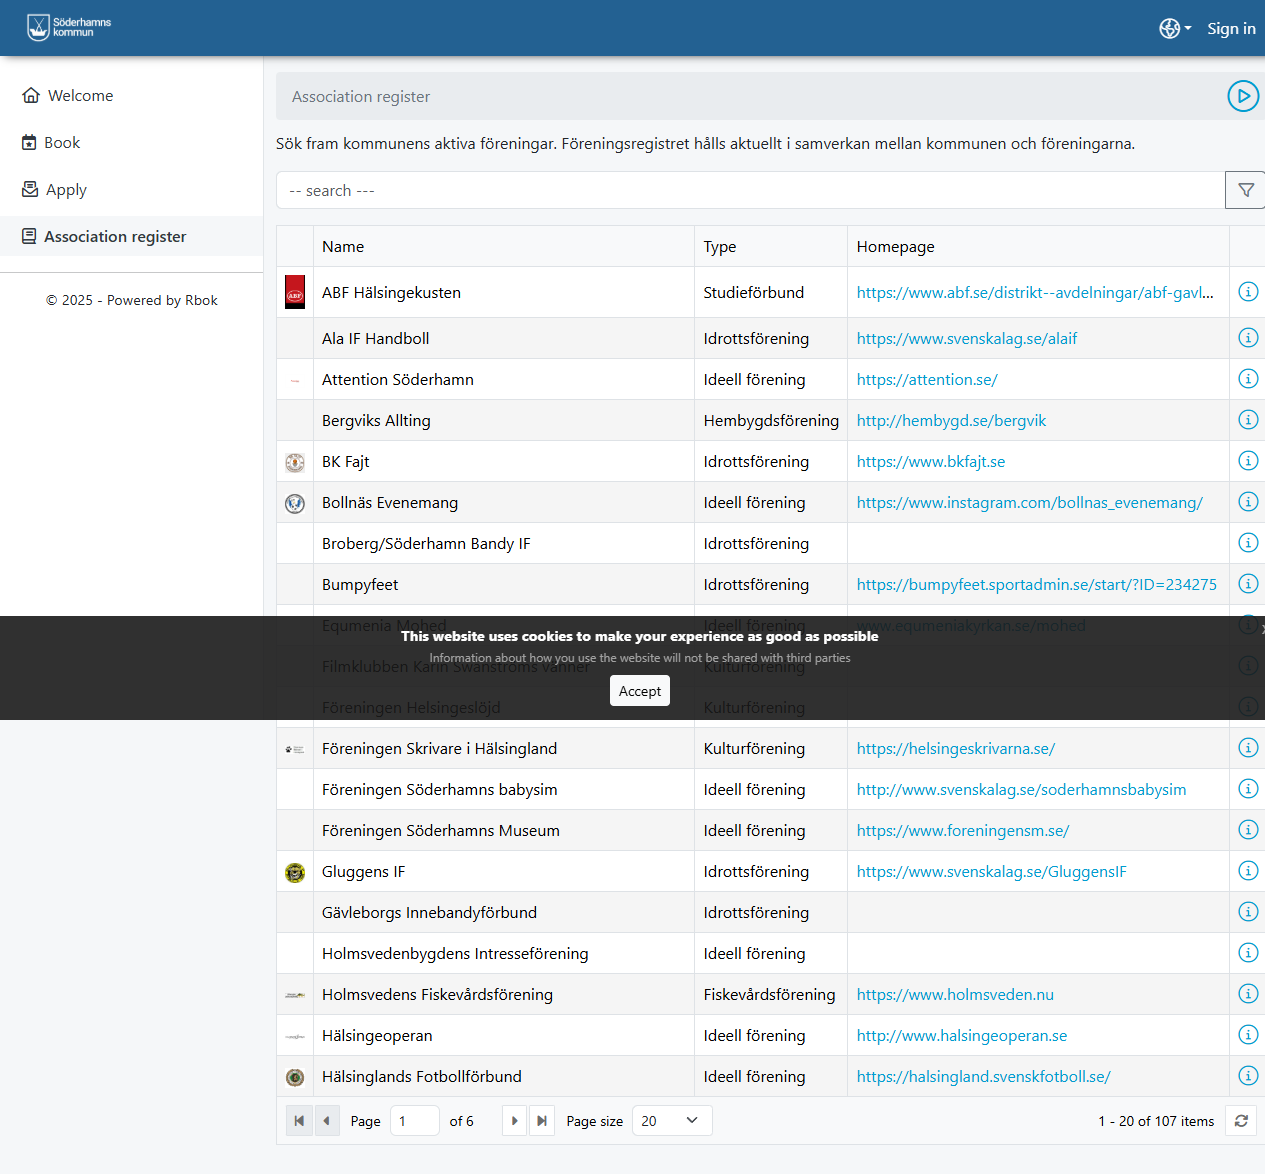 Söderhamns
kommun
Sign in
Welcome
Book
Apply
Association register
© 2025 - Powered by Rbok
Association register
Sök fram kommunens aktiva föreningar. Föreningsregistret hålls aktuellt i samverkan mellan kommunen och föreningarna.
-- search ---
Name Type Homepage
ABF ABF Hälsingekusten Studieförbund https://www.abf.se/distrikt--avdelningar/abf-gavl...
Ala IF Handboll Idrottsförening https://www.svenskalag.se/alaif
Attention Söderhamn Ideell förening https://attention.se/
Bergviks Allting Hembygdsförening http://hembygd.se/bergvik
BK Fajt Idrottsförening https://www.bkfajt.se
Bollnäs Evenemang Ideell förening https://www.instagram.com/bollnas_evenemang/
Broberg/Söderhamn Bandy IF Idrottsförening
Bumpyfeet Idrottsförening https://bumpyfeet.sportadmin.se/start/?ID=234275
Equmenia Mohed Ideell förening www.equmeniakyrkan.se/mohed
This website uses cookies to make your experience as good as possible
Information about how you use the website will not be shared with third parties
Filmklubben Karin Swanströms vänner Kulturförening
Accept
Föreningen Helsingeslöjd Kulturförening
Föreningen Skrivare i Hälsingland Kulturförening https://helsingeskrivarna.se/
Föreningen Söderhamns babysim Ideell förening http://www.svenskalag.se/soderhamnsbabysim
Föreningen Söderhamns Museum Ideell förening https://www.foreningensm.se/
Gluggens IF Idrottsförening https://www.svenskalag.se/GluggensIF
Gävleborgs Innebandyförbund Idrottsförening
Holmsvedenbygdens Intresseförening Ideell förening
Holmsvedens Fiskevårdsförening Fiskevårdsförening https://www.holmsveden.nu
Hälsingeoperan Ideell förening http://www.halsingeoperan.se
Hälsinglands Fotbollförbund Ideell förening https://halsingland.svenskfotboll.se/
Page 1 of 6 Page size 20 1 - 20 of 107 items